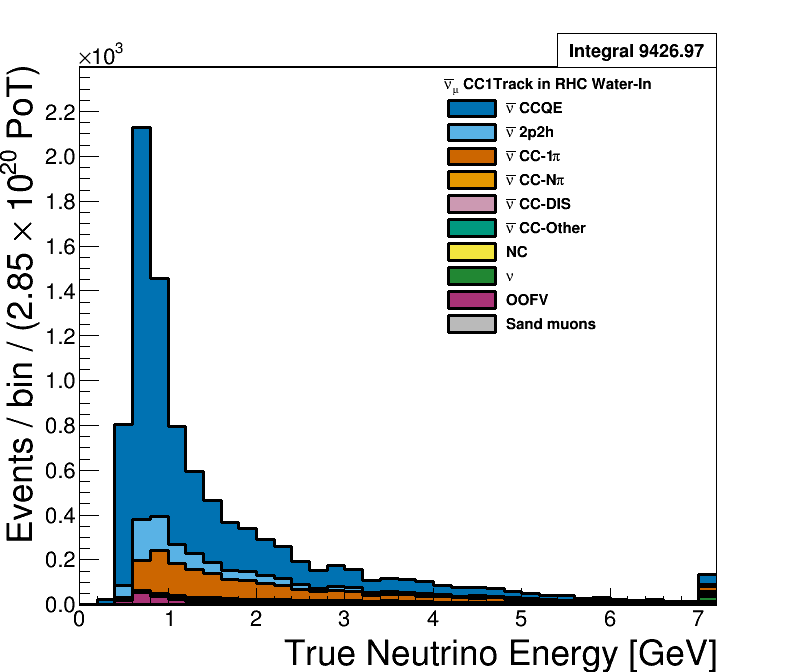 ×10³
Integral 9426.97
Events / bin / (2.85 × 10²⁰ PoT)
2.2
2.0
1.8
1.6
1.4
1.2
1.0
0.8
0.6
0.4
0.2
0.0
ν̅μ CC1Track in RHC Water-In
ν̅ CCQE
ν̅ 2p2h
ν̅ CC-1π
ν̅ CC-Nπ
ν̅ CC-DIS
ν̅ CC-Other
NC
ν
OOFV
Sand muons
0 1 2 3 4 5 6 7
True Neutrino Energy [GeV]